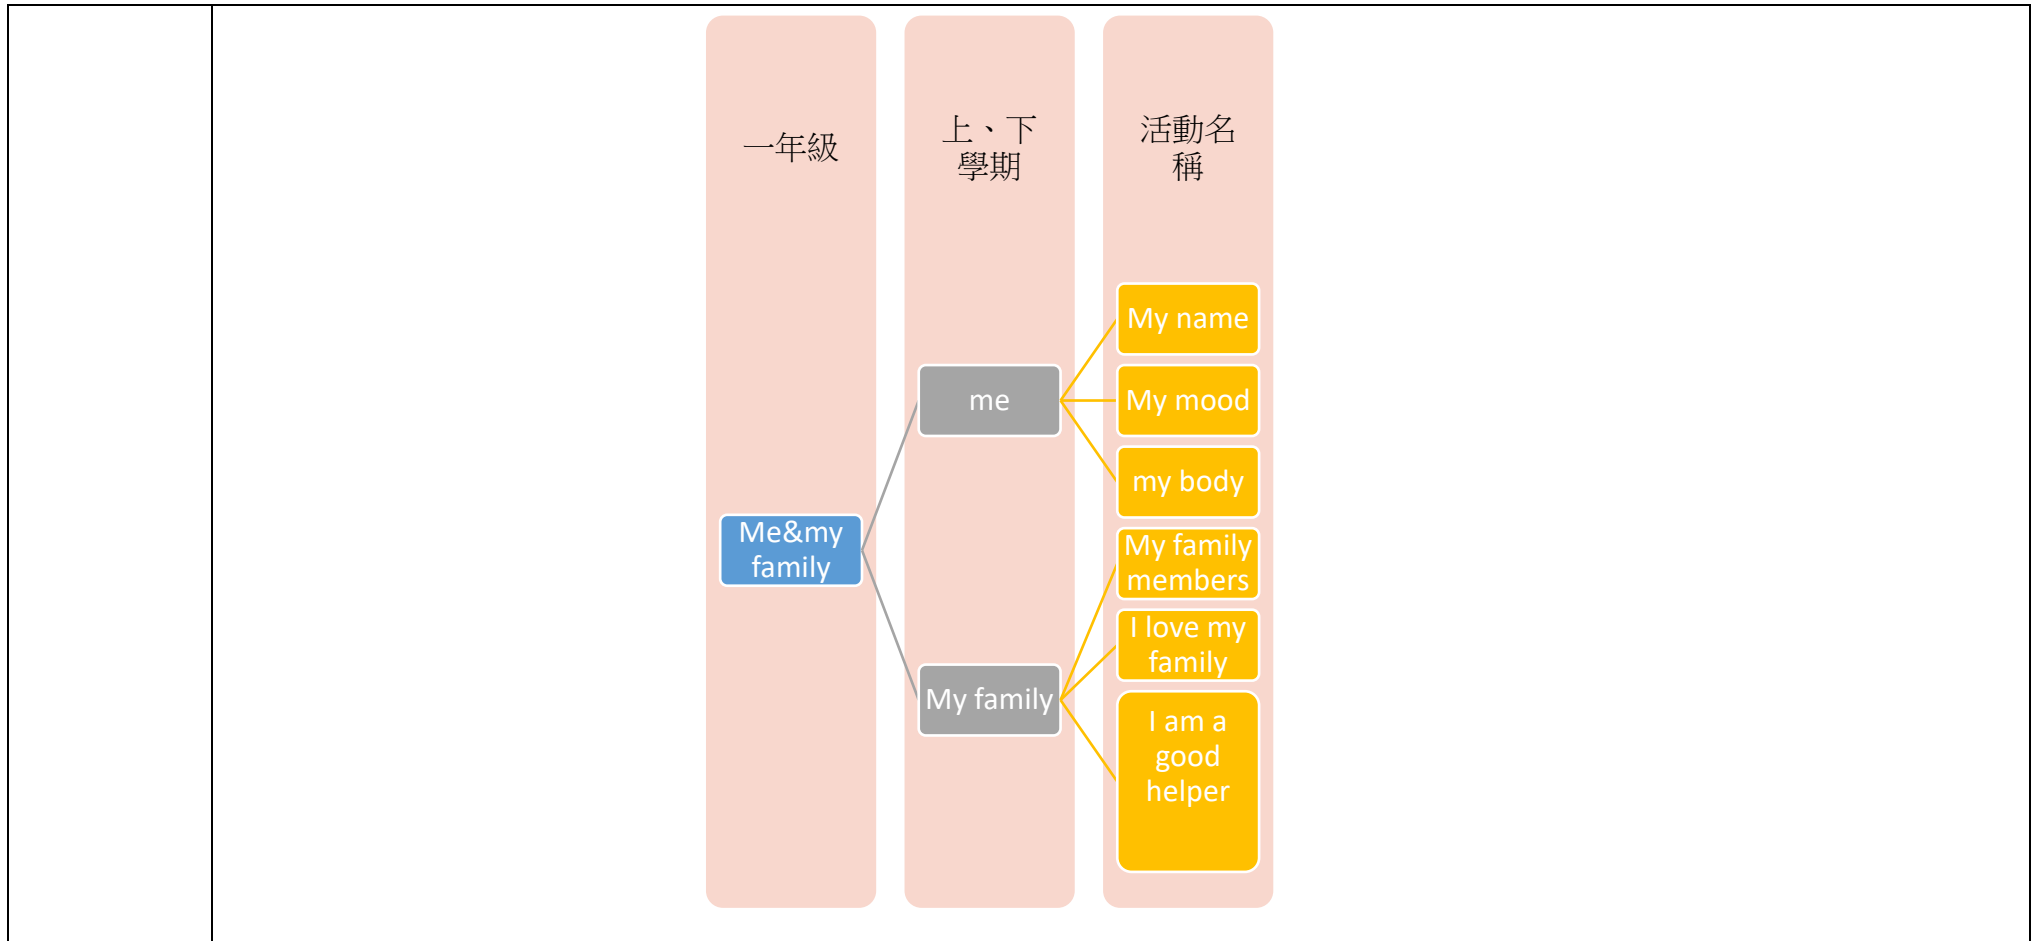 一年級
上、下
學期
活動名
稱
Me&my
family
me
My family
My name
My mood
my body
My family
members
I love my
family
I am a
good
helper